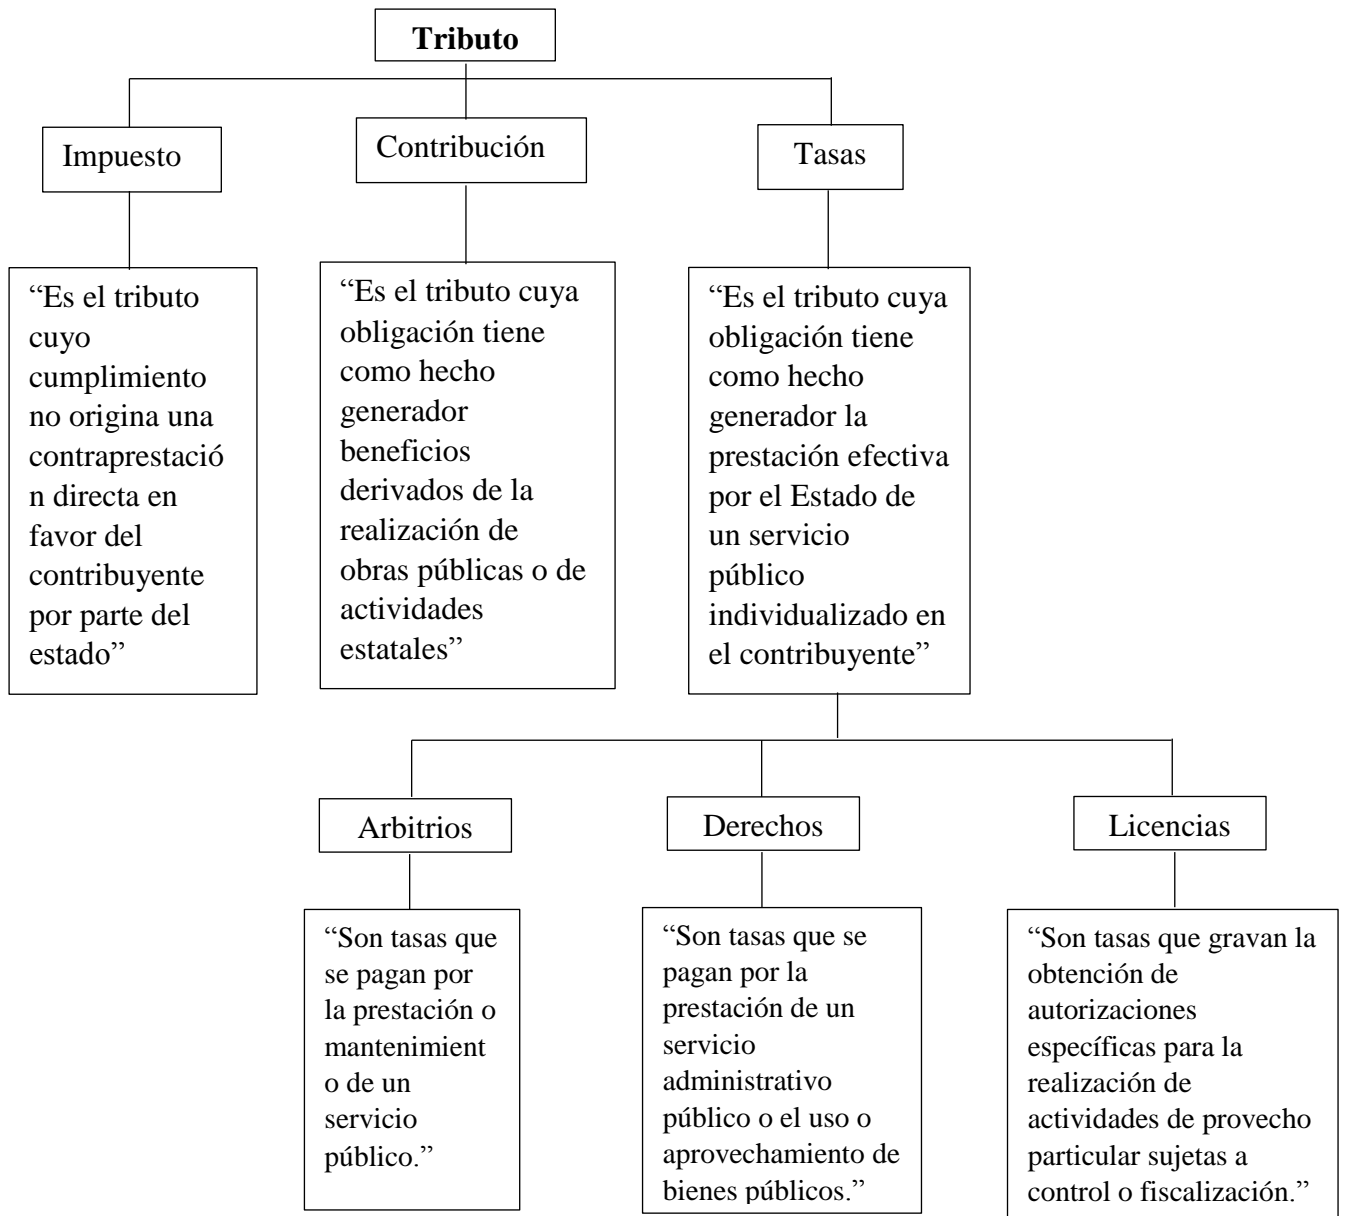 Tributo
Impuesto
Contribución
Tasas
“Es el tributo
cuyo
cumplimiento
no origina una
contraprestació
n directa en
favor del
contribuyente
por parte del
estado”
“Es el tributo cuya
obligación tiene
como hecho
generador
beneficios
derivados de la
realización de
obras públicas o de
actividades
estatales”
“Es el tributo cuya
obligación tiene
como hecho
generador la
prestación efectiva
por el Estado de
un servicio
público
individualizado en
el contribuyente”
Arbitrios
Derechos
Licencias
“Son tasas que
se pagan por
la prestación o
mantenimient
o de un
servicio
público.”
“Son tasas que se
pagan por la
prestación de un
servicio
administrativo
público o el uso o
aprovechamiento de
bienes públicos.”
“Son tasas que gravan la
obtención de
autorizaciones
específicas para la
realización de
actividades de provecho
particular sujetas a
control o fiscalización.”